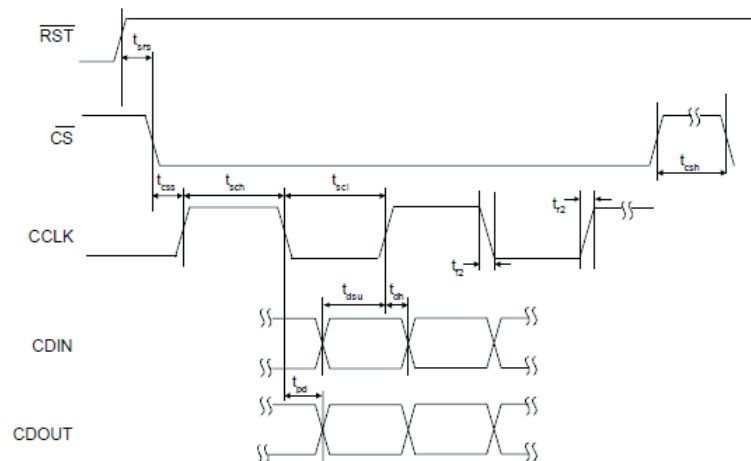 RST
t_srs
CS
t_csh
t_css
t_sch
t_scl
CCLK
t_r2
t_f2
t_dsu
t_dh
CDIN
t_pd
CDOUT